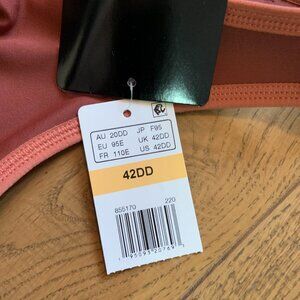 AU 20DD JP F95
EU 95E UK 42DD
FR 110E US 42DD
42DD
855170 220